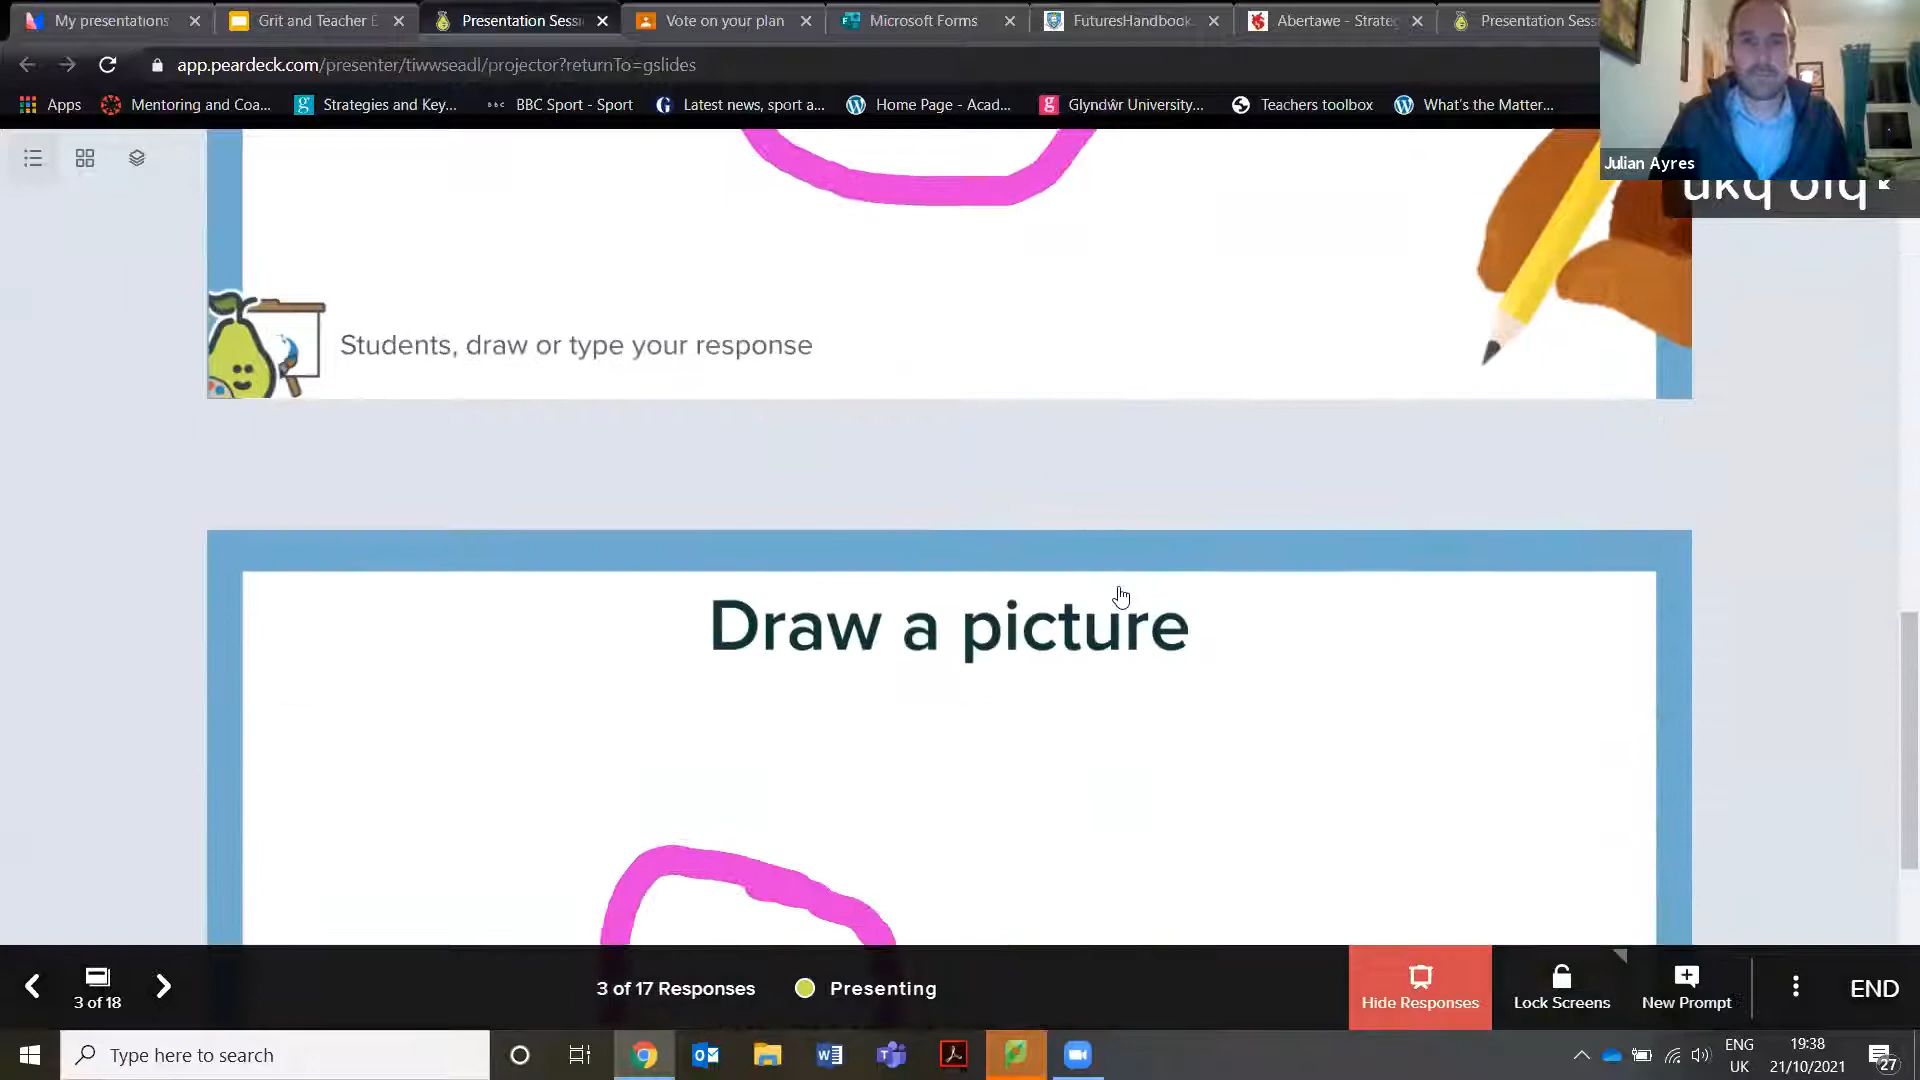 My presentations
Grit and Teacher E
Presentation Sess
Vote on your plan
Microsoft Forms
FuturesHandbook
Abertawe - Strate
Presentation Sess
app.peardeck.com/presenter/tiwwseadl/projector?returnTo=gslides
Apps
Mentoring and Coa...
Strategies and Key...
BBC Sport - Sport
Latest news, sport a...
Home Page - Acad...
Glyndŵr University,...
Teachers toolbox
What's the Matter...
Julian Ayres
Students, draw or type your response
Draw a picture
3 of 18
3 of 17 Responses
Presenting
Hide Responses
Lock Screens
New Prompt
END
Type here to search
ENG
UK
19:38
21/10/2021
27